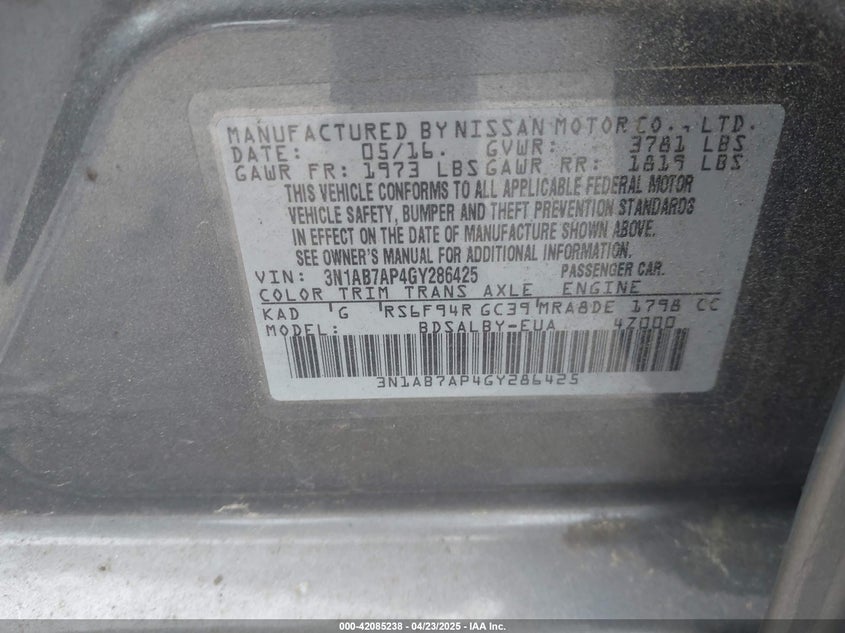 MANUFACTURED BY NISSAN MOTOR CO., LTD.
DATE: 05/16. GVWR: 3781 LBS
GAWR FR: 1973 LBS GAWR RR: 1819 LBS
THIS VEHICLE CONFORMS TO ALL APPLICABLE FEDERAL MOTOR
VEHICLE SAFETY, BUMPER AND THEFT PREVENTION STANDARDS
IN EFFECT ON THE DATE OF MANUFACTURE SHOWN ABOVE.
SEE OWNER'S MANUAL FOR ADDITIONAL INFORMATION.
VIN: 3N1AB7AP4GY286425 PASSENGER CAR.
COLOR TRIM TRANS AXLE ENGINE
KAD G RS6F94R GC39 MRA8DE 1798 CC
MODEL: BDSALBY-EUA 4Z000
3N1AB7AP4GY286425
000-42085238 - 04/23/2025 - IAA Inc.